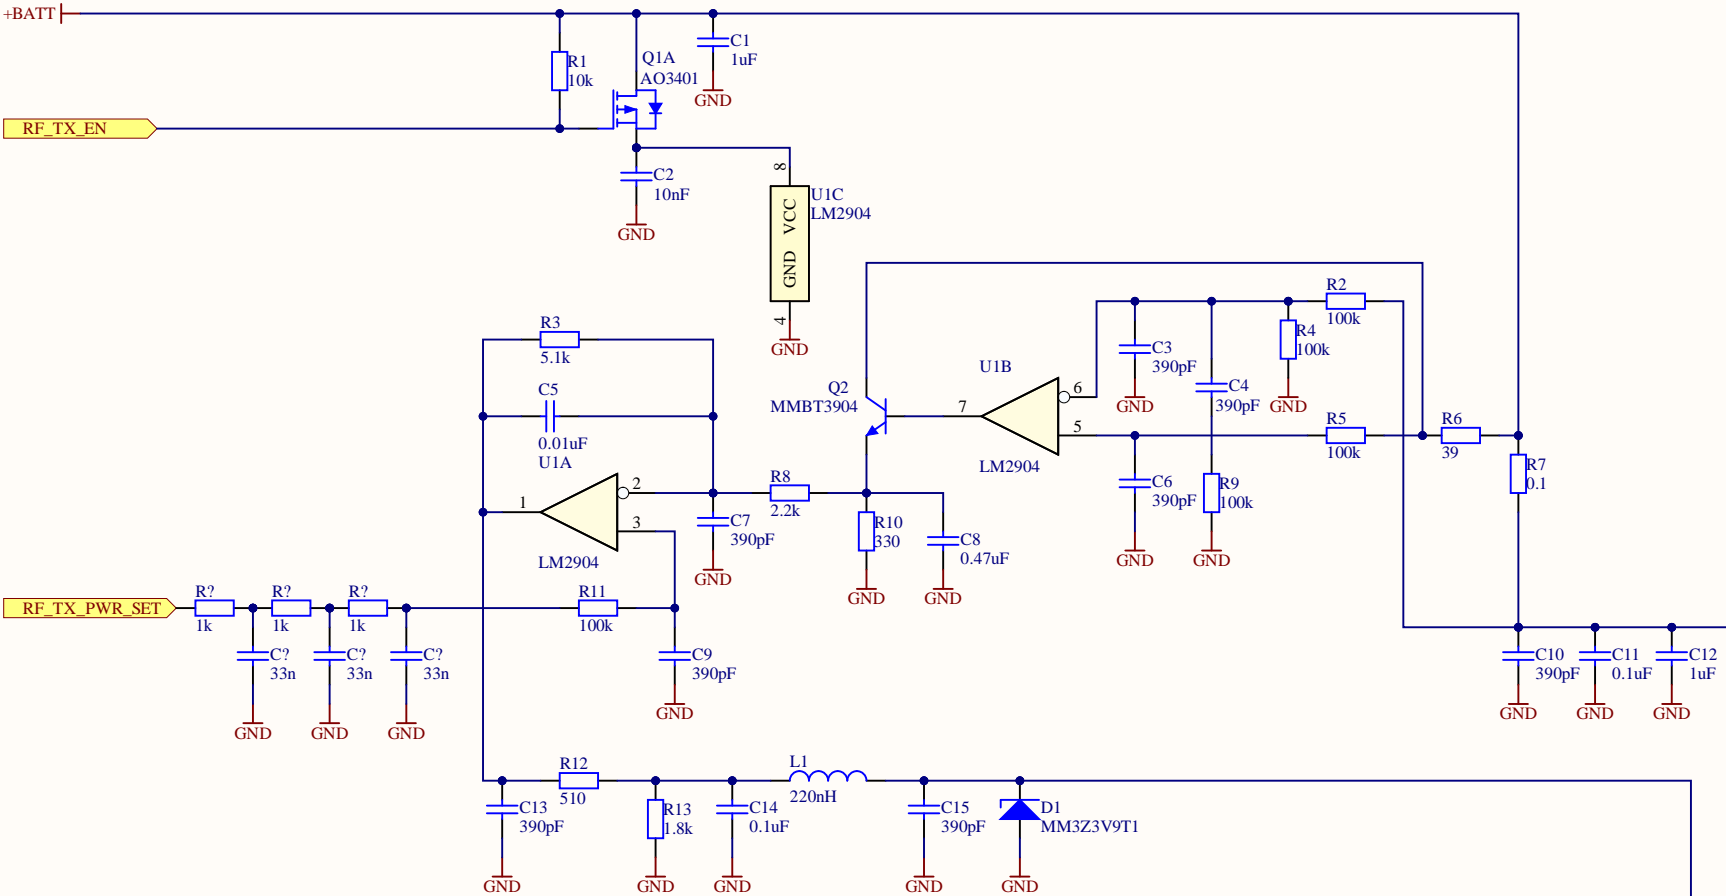 +BATT
R1
10k
Q1A
AO3401
C1
1uF
GND
RF_TX_EN
C2
10nF
GND
8
U1C
LM2904
GND VCC
4
GND
R2
100k
R3
5.1k
C5
0.01uF
U1A
C3
390pF
GND
C4
390pF
R4
100k
GND
U1B
Q2
MMBT3904
7
6
5
LM2904
R5
100k
R6
39
R7
0.1
C6
390pF
GND
R9
100k
GND
1
2
3
LM2904
R8
2.2k
C7
390pF
GND
R10
330
GND
C8
0.47uF
GND
RF_TX_PWR_SET
R?
1k
R?
1k
R?
1k
R11
100k
C?
33n
GND
C?
33n
GND
C?
33n
GND
C9
390pF
GND
C10
390pF
GND
C11
0.1uF
GND
C12
1uF
GND
R12
510
L1
220nH
C13
390pF
GND
R13
1.8k
GND
C14
0.1uF
GND
C15
390pF
GND
D1
MM3Z3V9T1
GND